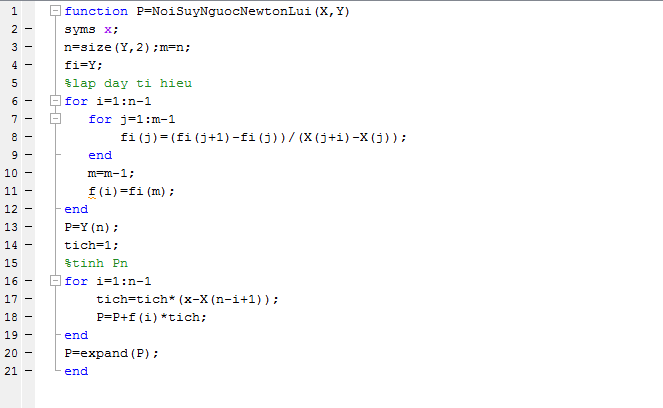 1 function P=NoiSuyNguocNewtonLui(X,Y)
2 syms x;
3 n=size(Y,2);m=n;
4 fi=Y;
5 %lap day ti hieu
6 for i=1:n-1
7 for j=1:m-1
8 fi(j)=(fi(j+1)-fi(j))/(X(j+i)-X(j));
9 end
10 m=m-1;
11 f(i)=fi(m);
12 end
13 P=Y(n);
14 tich=1;
15 %tinh Pn
16 for i=1:n-1
17 tich=tich*(x-X(n-i+1));
18 P=P+f(i)*tich;
19 end
20 P=expand(P);
21 end